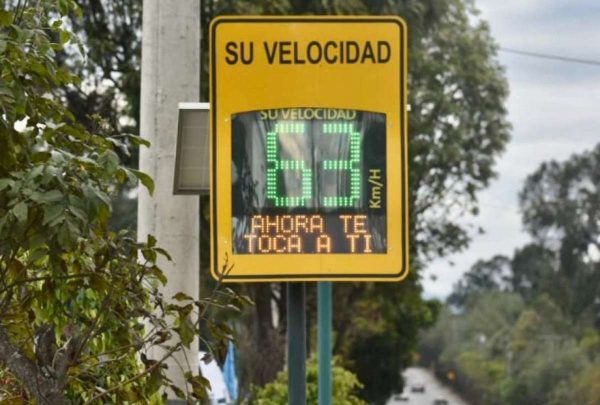 SU VELOCIDAD
SU VELOCIDAD
63
Km/H
AHORA TE
TOCA A TI